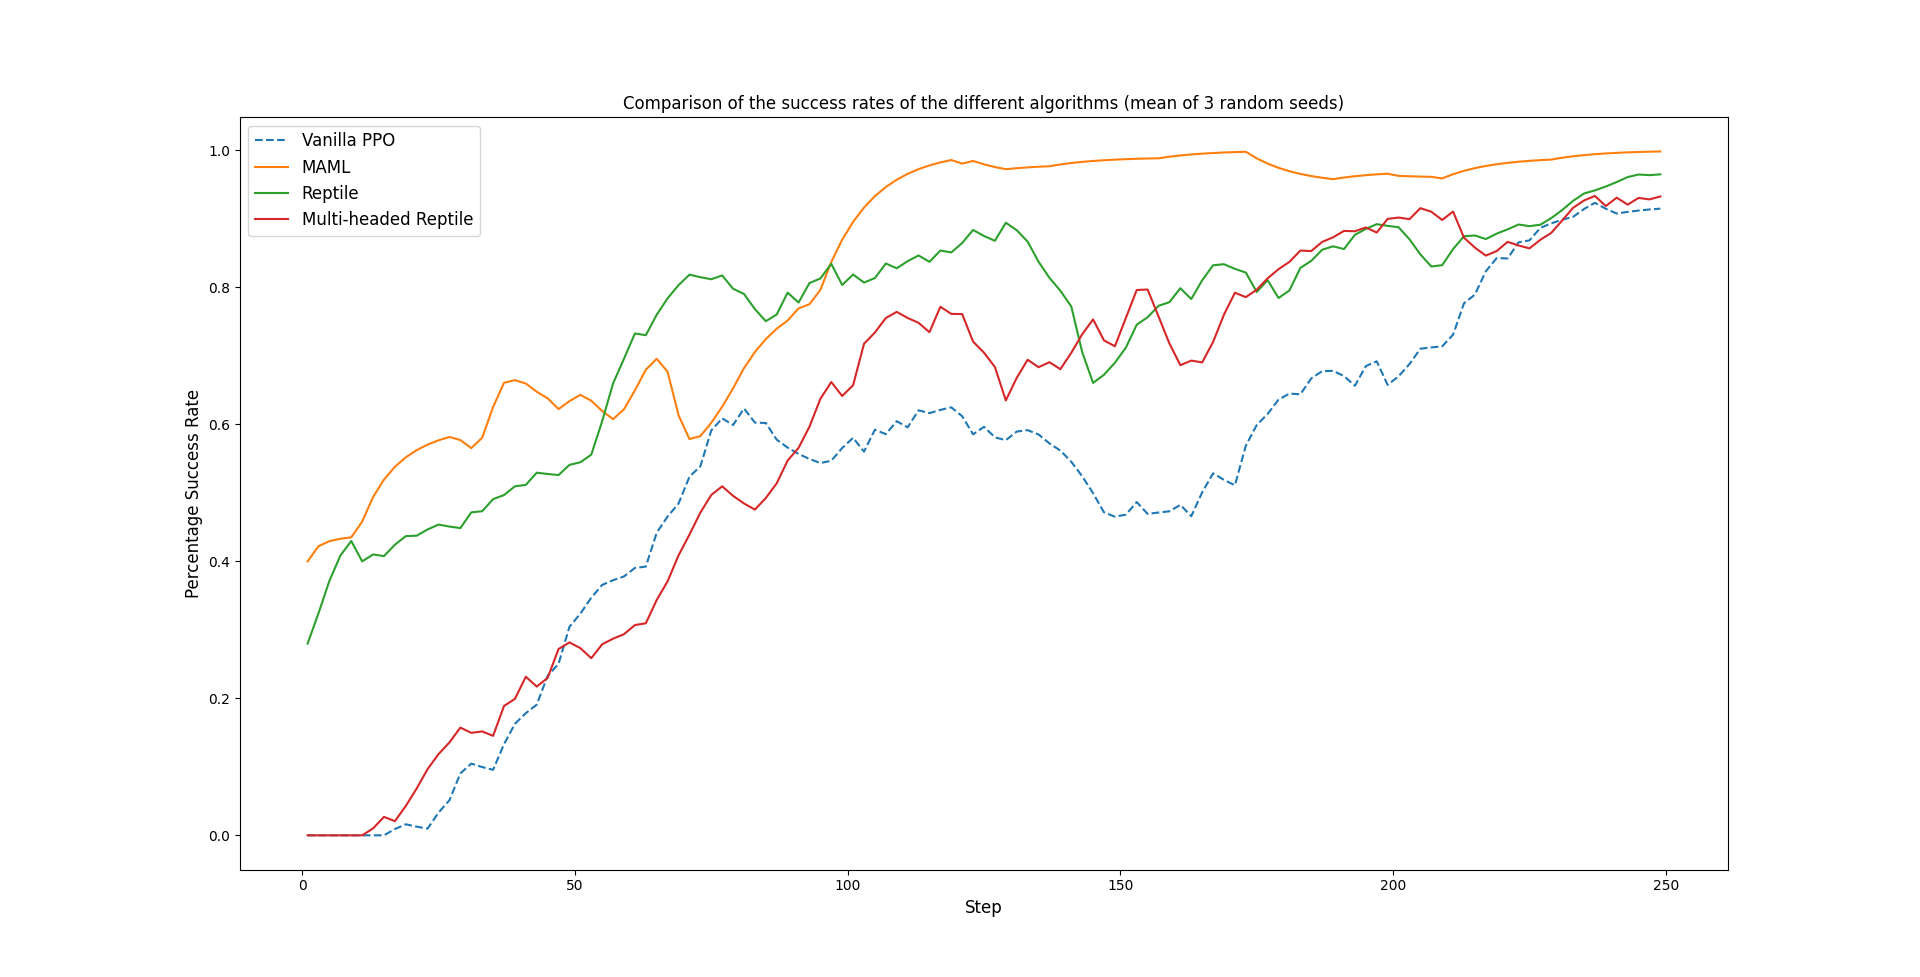 Comparison of the success rates of the different algorithms (mean of 3 random seeds)
Vanilla PPO
MAML
Reptile
Multi-headed Reptile
Percentage Success Rate
1.0
0.8
0.6
0.4
0.2
0.0
0 50 100 150 200 250
Step